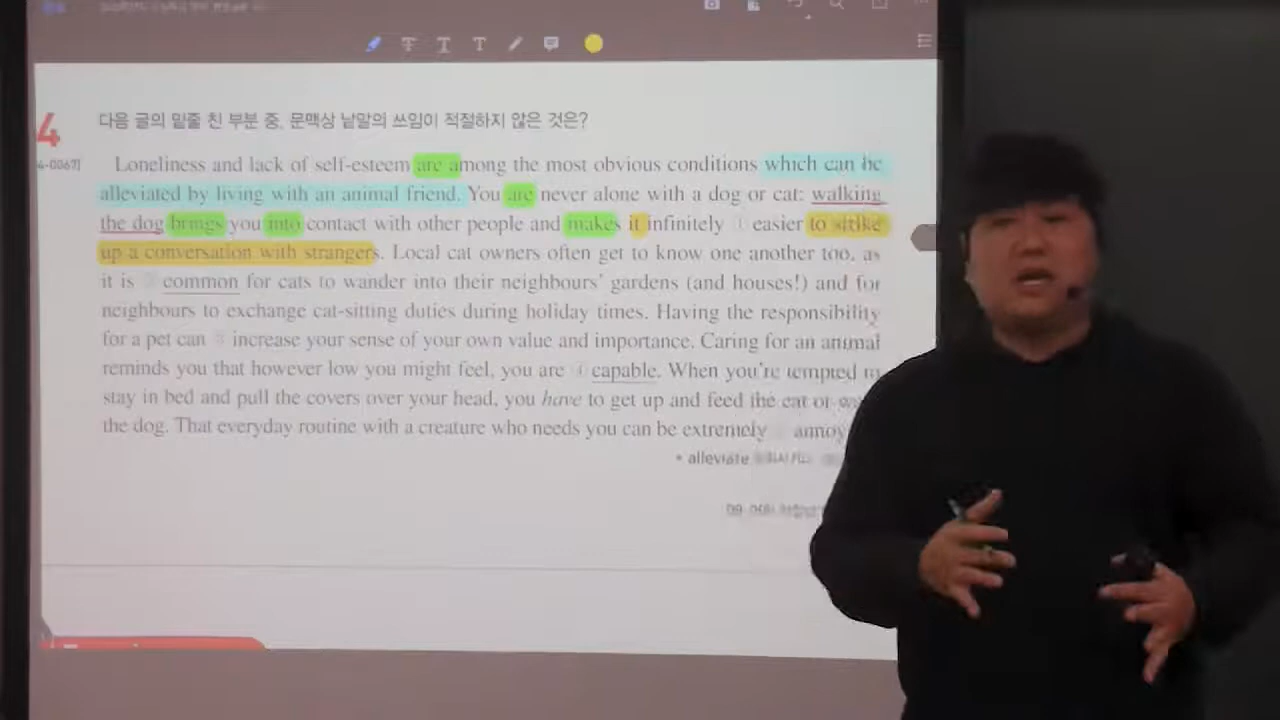 4
다음 글의 밑줄 친 부분 중, 문맥상 낱말의 쓰임이 적절하지 않은 것은?
Loneliness and lack of self-esteem are among the most obvious conditions which can be
alleviated by living with an animal friend. You are never alone with a dog or cat: walking
the dog brings you into contact with other people and makes it infinitely ① easier to strike
up a conversation with strangers. Local cat owners often get to know one another too, as
it is ② common for cats to wander into their neighbours' gardens (and houses!) and for
neighbours to exchange cat-sitting duties during holiday times. Having the responsibility
for a pet can ③ increase your sense of your own value and importance. Caring for an animal
reminds you that however low you might feel, you are ④ capable. When you're tempted to
stay in bed and pull the covers over your head, you have to get up and feed the cat or
the dog. That everyday routine with a creature who needs you can be extremely
* alleviate